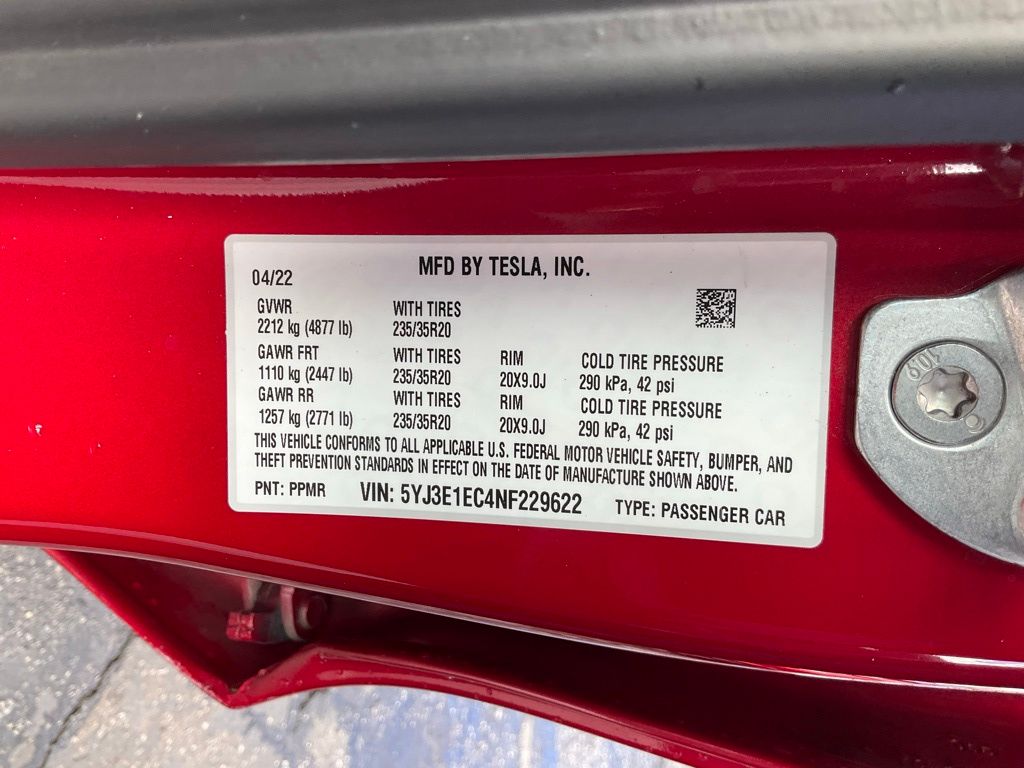 MFD BY TESLA, INC.
04/22
GVWR WITH TIRES
2212 kg (4877 lb) 235/35R20
GAWR FRT WITH TIRES RIM COLD TIRE PRESSURE
1110 kg (2447 lb) 235/35R20 20X9.0J 290 kPa, 42 psi
GAWR RR WITH TIRES RIM COLD TIRE PRESSURE
1257 kg (2771 lb) 235/35R20 20X9.0J 290 kPa, 42 psi
THIS VEHICLE CONFORMS TO ALL APPLICABLE U.S. FEDERAL MOTOR VEHICLE SAFETY, BUMPER, AND
THEFT PREVENTION STANDARDS IN EFFECT ON THE DATE OF MANUFACTURE SHOWN ABOVE.
PNT: PPMR VIN: 5YJ3E1EC4NF229622 TYPE: PASSENGER CAR